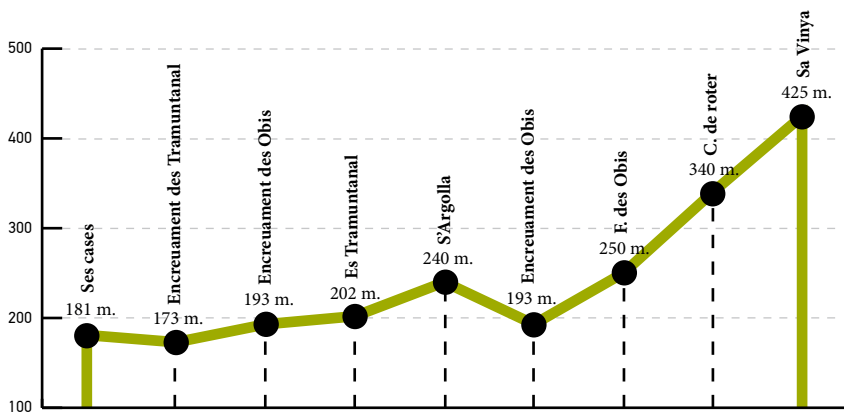 500
400
300
200
100
Ses cases
181 m.
Encreuament des Tramuntanal
173 m.
Encreuament des Obis
193 m.
Es Tramuntanal
202 m.
S'Argolla
240 m.
Encreuament des Obis
193 m.
F. des Obis
250 m.
C. de roter
340 m.
Sa Vinya
425 m.